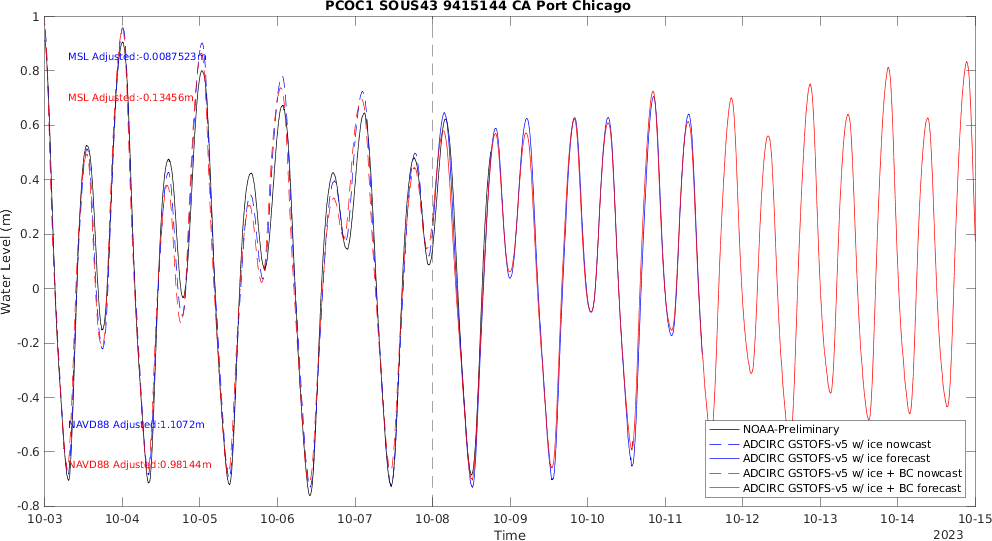 PCOC1 SOUS43 9415144 CA Port Chicago
1
0.8
0.6
0.4
0.2
0
-0.2
-0.4
-0.6
-0.8
Water Level (m)
MSL Adjusted:-0.0087523m
MSL Adjusted:-0.13456m
NAVD88 Adjusted:1.1072m
NAVD88 Adjusted:0.98144m
NOAA-Preliminary
ADCIRC GSTOFS-v5 w/ ice nowcast
ADCIRC GSTOFS-v5 w/ ice forecast
ADCIRC GSTOFS-v5 w/ ice + BC nowcast
ADCIRC GSTOFS-v5 w/ ice + BC forecast
10-03 10-04 10-05 10-06 10-07 10-08 10-09 10-10 10-11 10-12 10-13 10-14 10-15
Time
2023